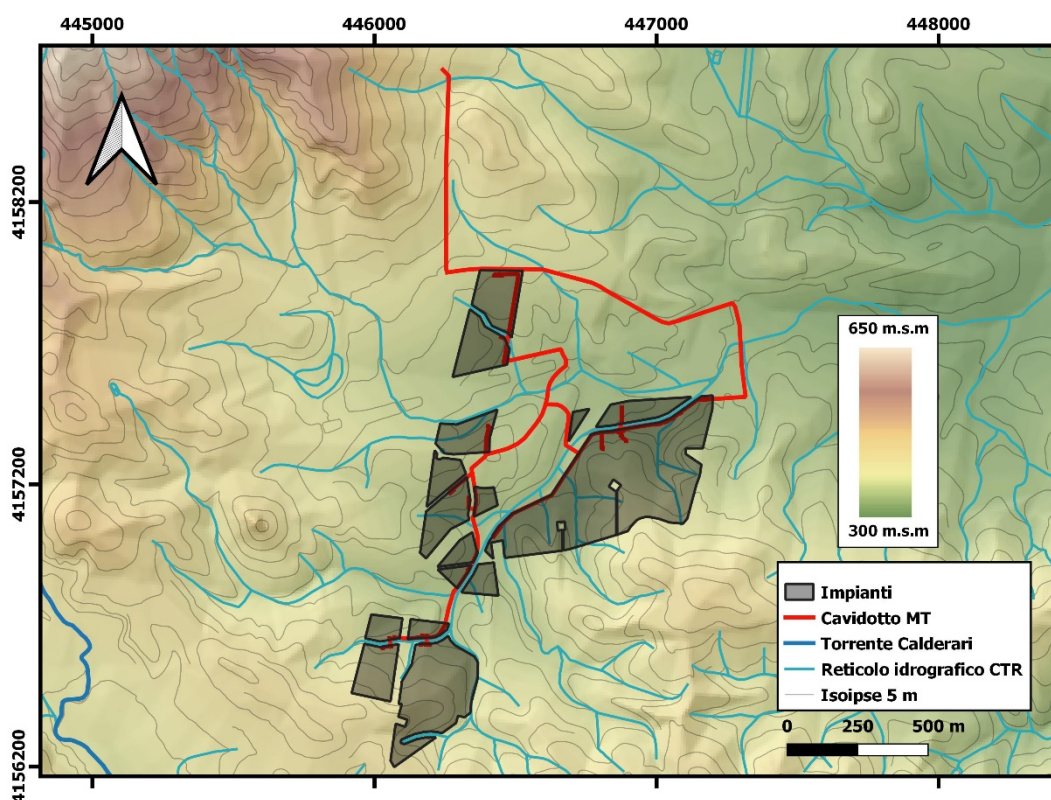 445000
446000
447000
448000
4158200
4157200
4156200
650 m.s.m
300 m.s.m
Impianti
Cavidotto MT
Torrente Calderari
Reticolo idrografico CTR
Isoipse 5 m
0 250 500 m